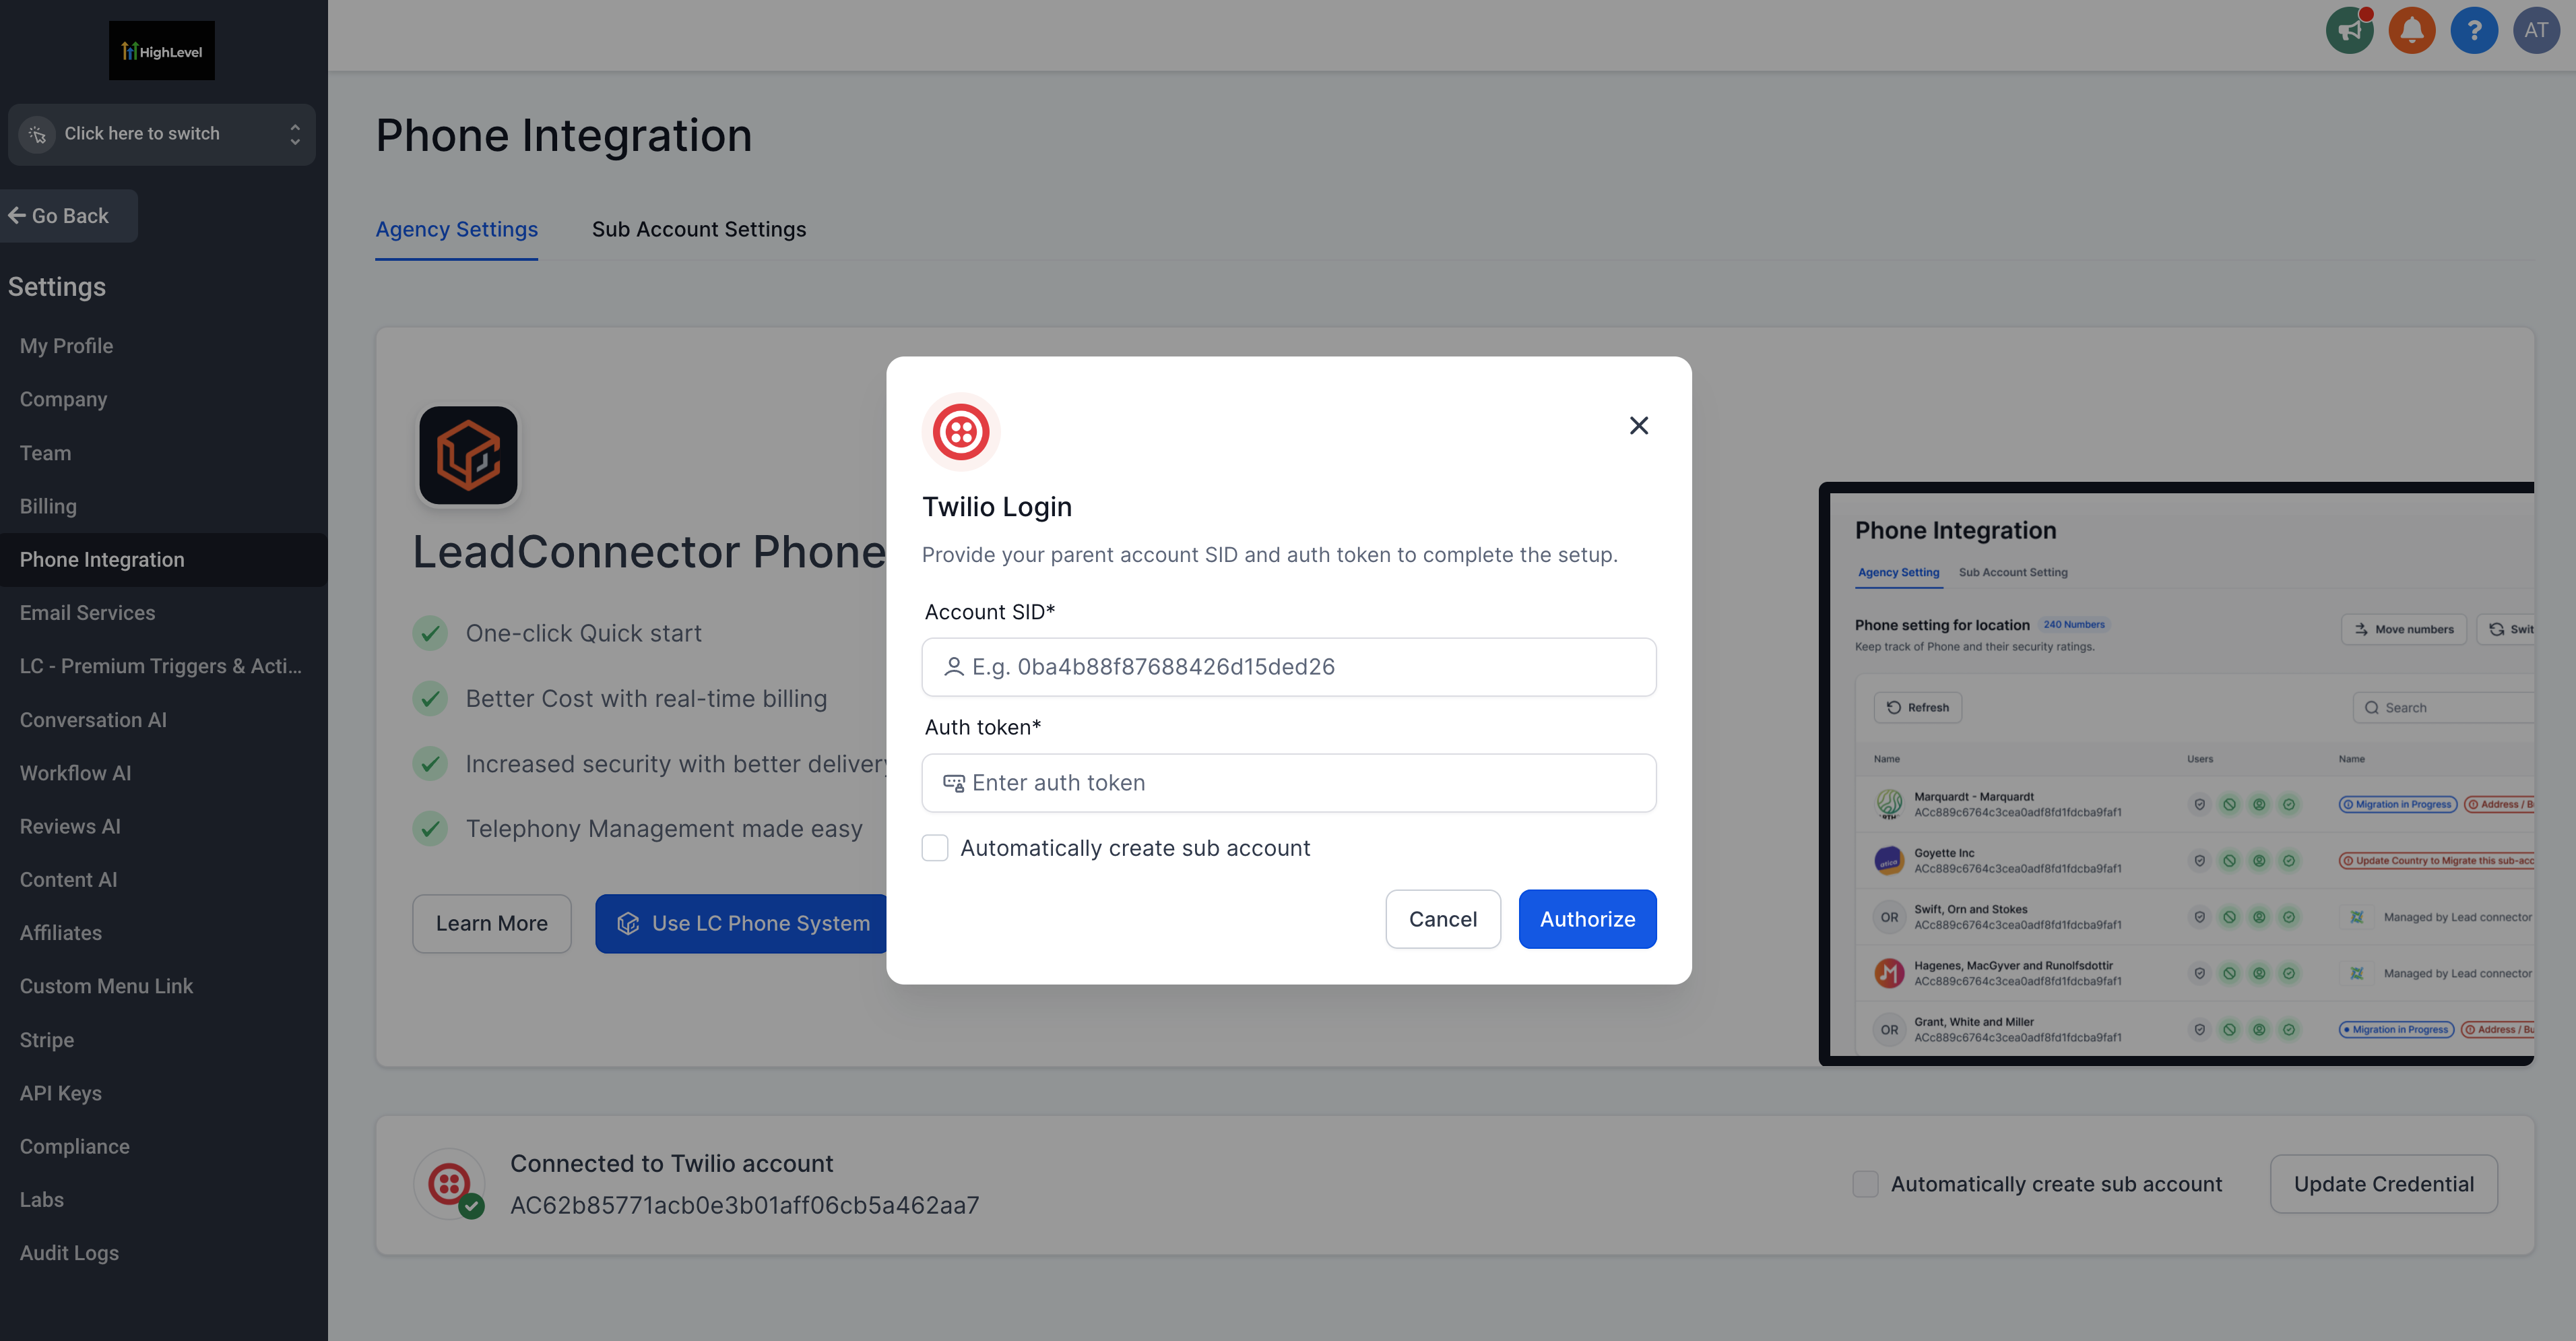 HighLevel
Click here to switch
Go Back
Settings
My Profile
Company
Team
Billing
Phone Integration
Email Services
LC - Premium Triggers & Acti...
Conversation AI
Workflow AI
Reviews AI
Content AI
Affiliates
Custom Menu Link
Stripe
API Keys
Compliance
Labs
Audit Logs
AT
Phone Integration
Agency Settings
Sub Account Settings
LeadConnector Phone
One-click Quick start
Better Cost with real-time billing
Increased security with better delivery
Telephony Management made easy
Learn More
Use LC Phone System
Twilio Login
Provide your parent account SID and auth token to complete the setup.
Account SID*
E.g. 0ba4b88f87688426d15ded26
Auth token*
Enter auth token
Automatically create sub account
Cancel
Authorize
Phone Integration
Agency Setting
Sub Account Setting
Phone setting for location
240 Numbers
Keep track of Phone and their security ratings.
Move numbers
Swit
Refresh
Search
Name
Users
Name
Marquardt - Marquardt
ACc889c6764c3cea0adf8fd1fdcba9faf1
Migration in Progress
Address / Bu
Goyette Inc
ACc889c6764c3cea0adf8fd1fdcba9faf1
Update Country to Migrate this sub-acc
OR
Swift, Orn and Stokes
ACc889c6764c3cea0adf8fd1fdcba9faf1
Managed by Lead connector
Hagenes, MacGyver and Runolfsdottir
ACc889c6764c3cea0adf8fd1fdcba9faf1
Managed by Lead connector
OR
Grant, White and Miller
ACc889c6764c3cea0adf8fd1fdcba9faf1
Migration in Progress
Address / Bu
Connected to Twilio account
AC62b85771acb0e3b01aff06cb5a462aa7
Automatically create sub account
Update Credential